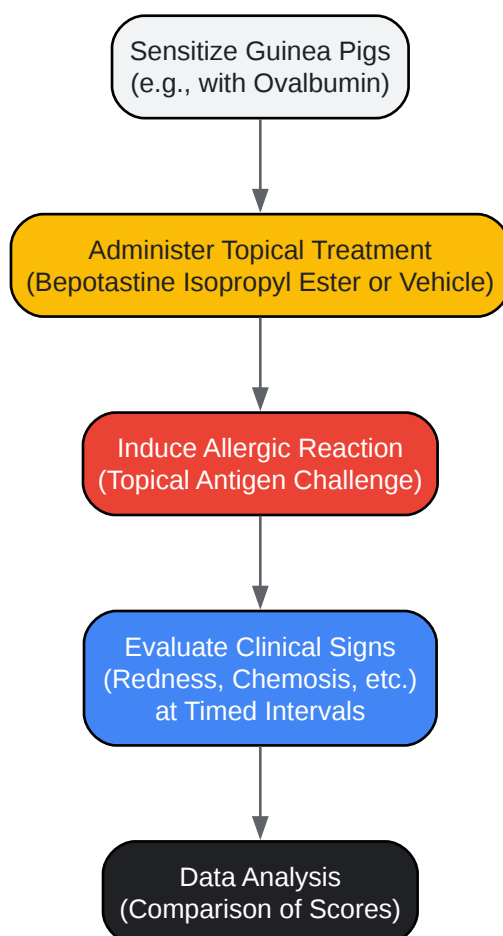 Sensitize Guinea Pigs
(e.g., with Ovalbumin)
Administer Topical Treatment
(Bepotastine Isopropyl Ester or Vehicle)
Induce Allergic Reaction
(Topical Antigen Challenge)
Evaluate Clinical Signs
(Redness, Chemosis, etc.)
at Timed Intervals
Data Analysis
(Comparison of Scores)